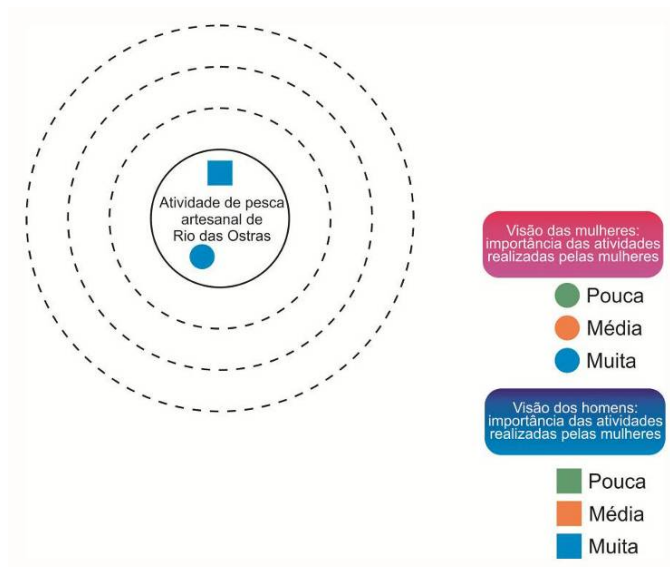 Atividade de pesca
artesanal de
Rio das Ostras
Visão das mulheres:
importância das atividades
realizadas pelas mulheres
Pouca
Média
Muita
Visão dos homens:
importância das atividades
realizadas pelas mulheres
Pouca
Média
Muita